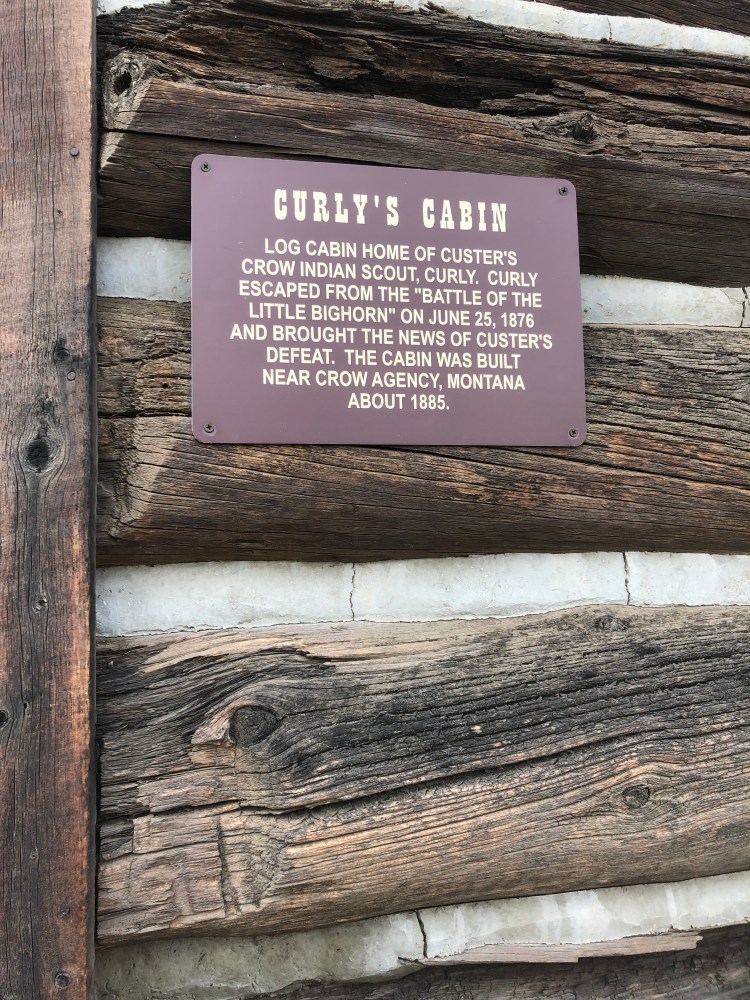 CURLY'S CABIN
LOG CABIN HOME OF CUSTER'S
CROW INDIAN SCOUT, CURLY. CURLY
ESCAPED FROM THE "BATTLE OF THE
LITTLE BIGHORN" ON JUNE 25, 1876
AND BROUGHT THE NEWS OF CUSTER'S
DEFEAT. THE CABIN WAS BUILT
NEAR CROW AGENCY, MONTANA
ABOUT 1885.